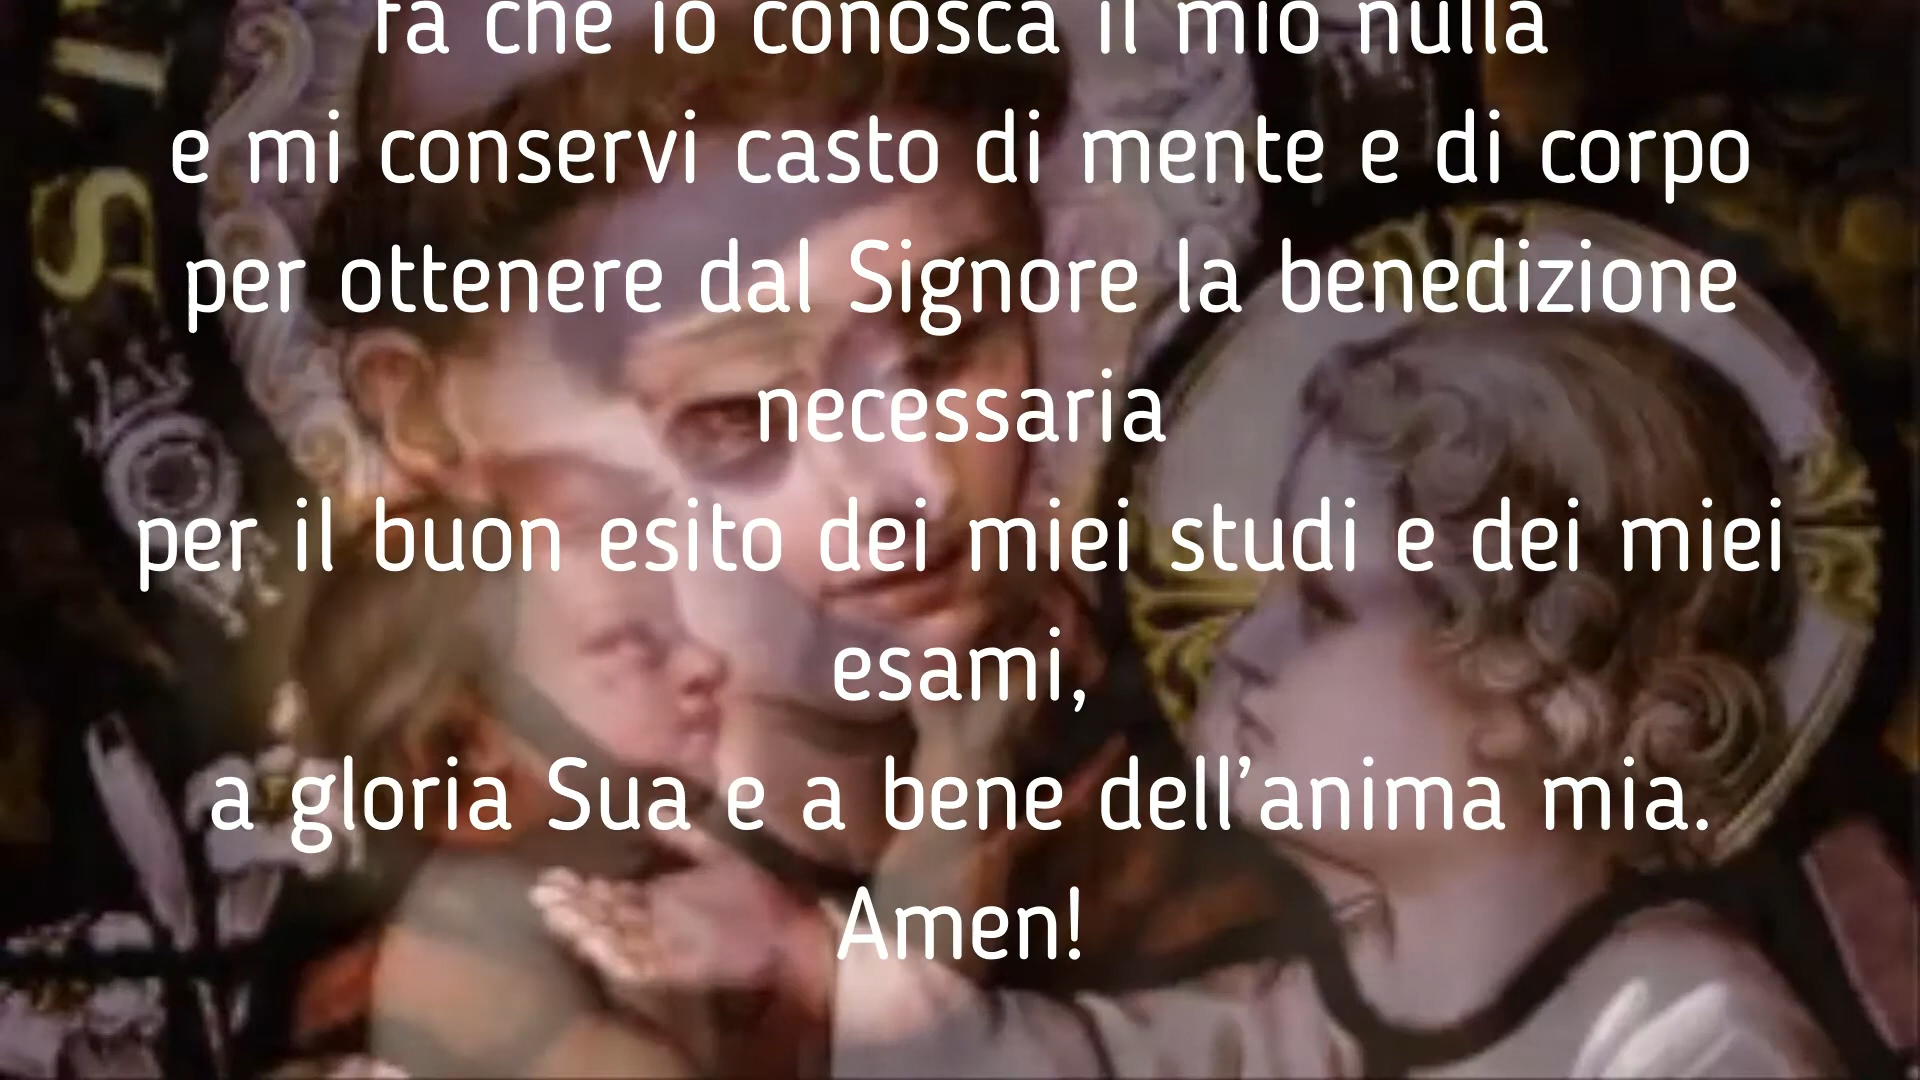 fa che io conosca il mio nulla
e mi conservi casto di mente e di corpo
per ottenere dal Signore la benedizione
necessaria
per il buon esito dei miei studi e dei miei
esami,
a gloria Sua e a bene dell’anima mia.
Amen!